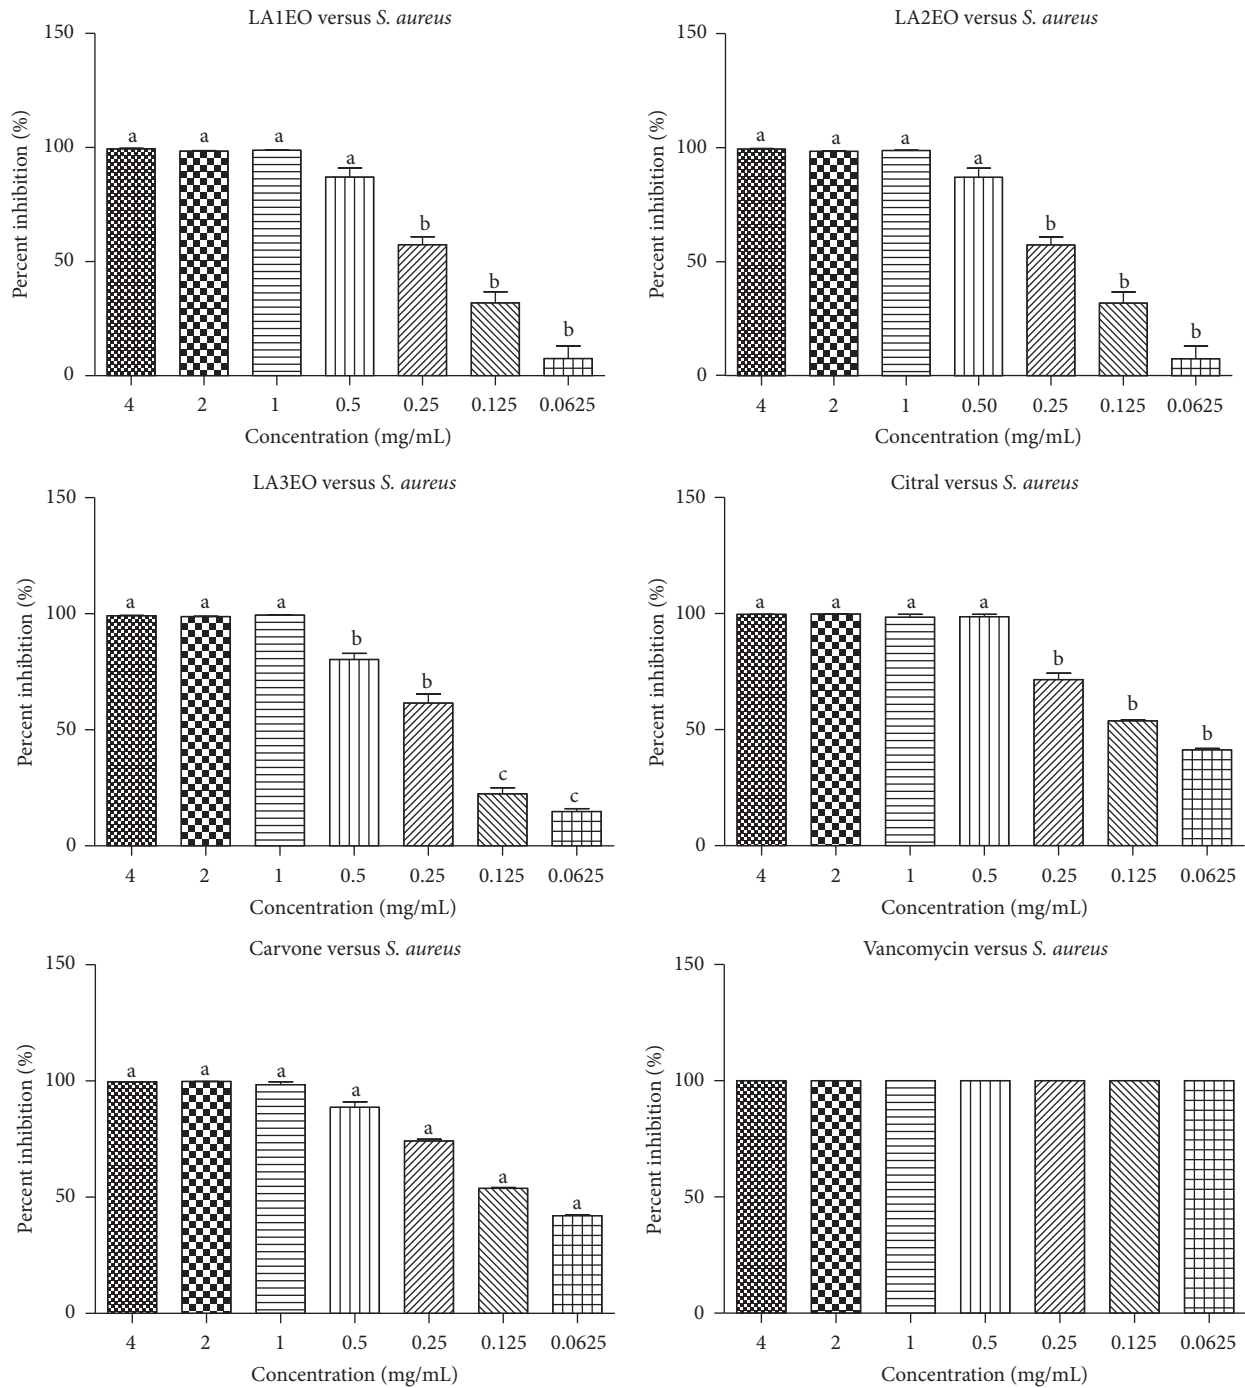 LA1EO versus S. aureus
150
100
50
0
Percent inhibition (%)
a a a a b b b
4 2 1 0.5 0.25 0.125 0.0625
Concentration (mg/mL)
LA2EO versus S. aureus
150
100
50
0
Percent inhibition (%)
a a a a b b b
4 2 1 0.50 0.25 0.125 0.0625
Concentration (mg/mL)
LA3EO versus S. aureus
150
100
50
0
Percent inhibition (%)
a a a b b c c
4 2 1 0.5 0.25 0.125 0.0625
Concentration (mg/mL)
Citral versus S. aureus
150
100
50
0
Percent inhibition (%)
a a a a b b b
4 2 1 0.5 0.25 0.125 0.0625
Concentration (mg/mL)
Carvone versus S. aureus
150
100
50
0
Percent inhibition (%)
a a a a a a a
4 2 1 0.5 0.25 0.125 0.0625
Concentration (mg/mL)
Vancomycin versus S. aureus
150
100
50
0
Percent inhibition (%)
4 2 1 0.5 0.25 0.125 0.0625
Concentration (mg/mL)